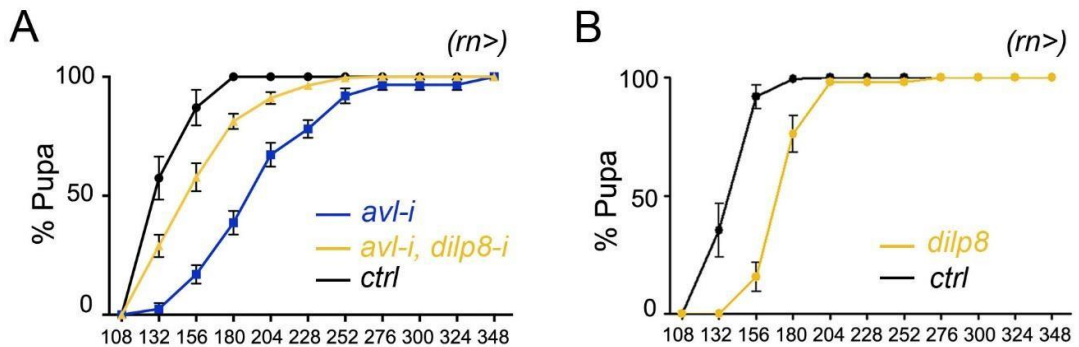 A
(rn>)
% Pupa
100
50
0
avl-i
avl-i, dilp8-i
ctrl
108 132 156 180 204 228 252 276 300 324 348
B
(rn>)
% Pupa
100
50
0
dilp8
ctrl
108 132 156 180 204 228 252 276 300 324 348